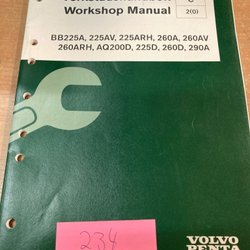 Workshop Manual
C
2(0)
BB225A, 225AV, 225ARH, 260A, 260AV
260ARH, AQ200D, 225D, 260D, 290A
234
VOLVO
PENTA